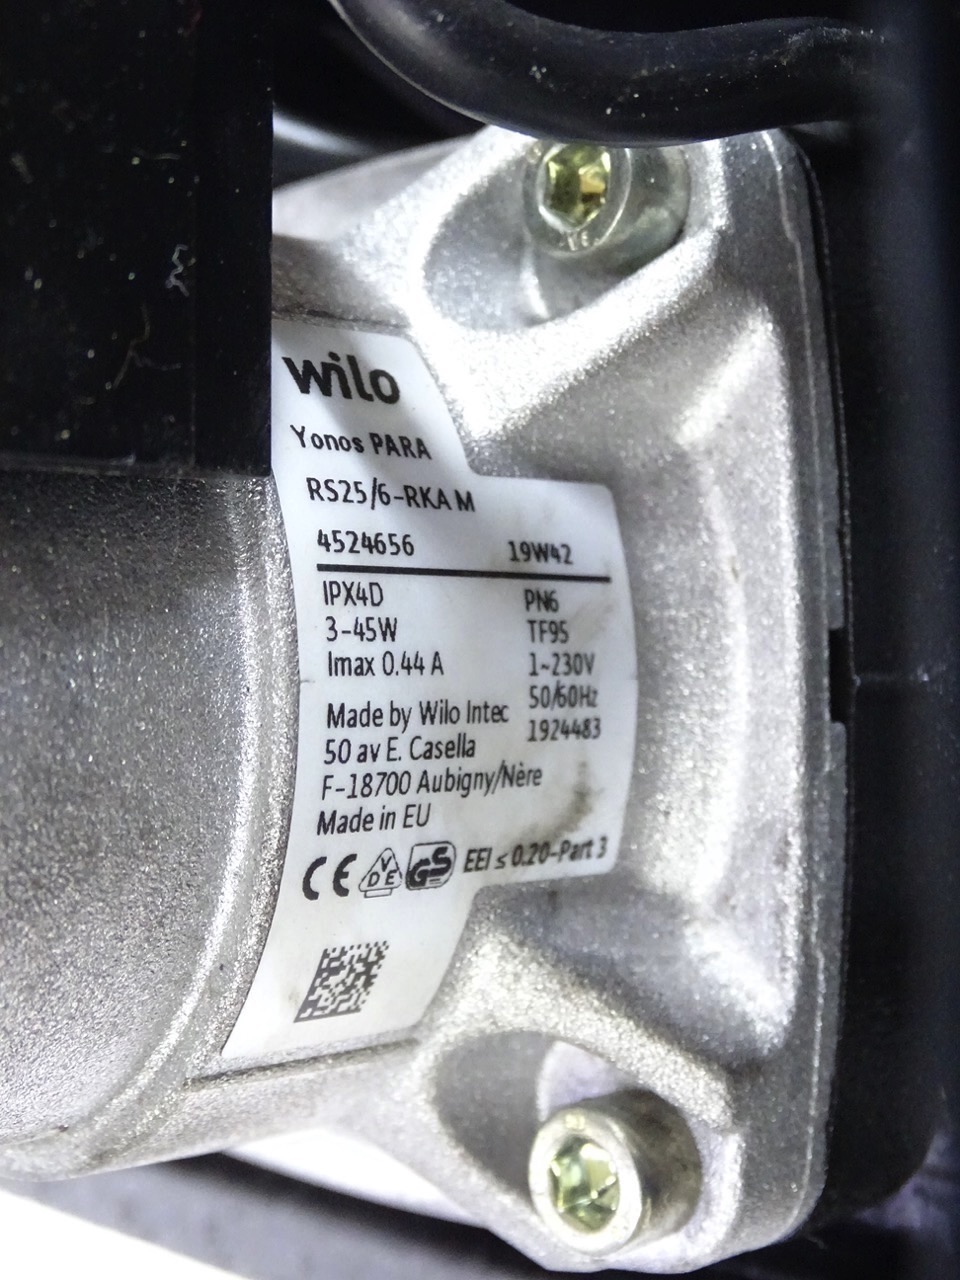 wilo
Yonos PARA
RS25/6-RKA M
4524656 19W42
IPX4D PN6
3-45W TF95
Imax 0.44 A 1~230V
50/60Hz
Made by Wilo Intec 1924483
50 av E. Casella
F-18700 Aubigny/Nère
Made in EU
CE VDE GS EEI ≤ 0.20-Part 3